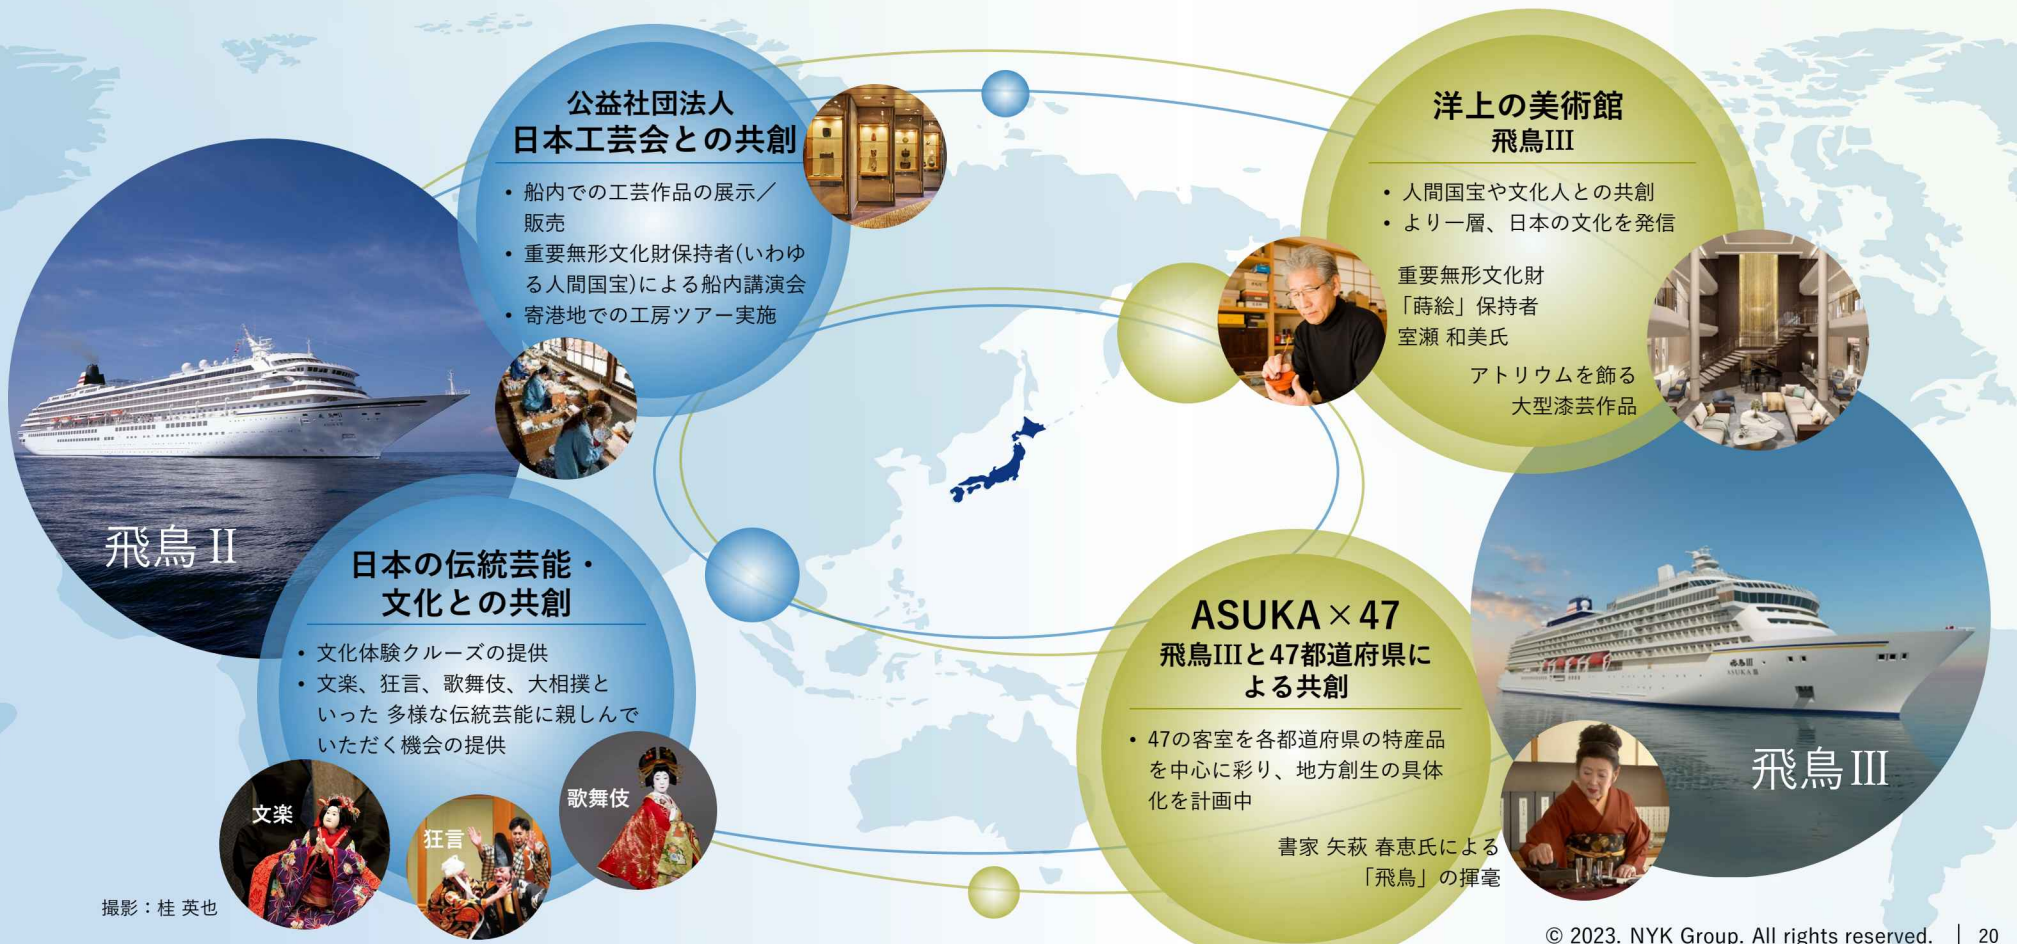 公益社団法人
日本工芸会との共創
• 船内での工芸作品の展示／
販売
• 重要無形文化財保持者(いわゆ
る人間国宝)による船内講演会
• 寄港地での工房ツアー実施
飛鳥II
日本の伝統芸能・
文化との共創
• 文化体験クルーズの提供
• 文楽、狂言、歌舞伎、大相撲と
いった 多様な伝統芸能に親しんで
いただく機会の提供
文楽
狂言
歌舞伎
撮影：桂 英也
洋上の美術館
飛鳥III
• 人間国宝や文化人との共創
• より一層、日本の文化を発信
重要無形文化財
「蒔絵」保持者
室瀬 和美氏
アトリウムを飾る
大型漆芸作品
ASUKA×47
飛鳥IIIと47都道府県に
よる共創
• 47の客室を各都道府県の特産品
を中心に彩り、地方創生の具体
化を計画中
書家 矢萩 春恵氏による
「飛鳥」の揮毫
飛鳥III
ASUKA III
飛鳥III
© 2023. NYK Group. All rights reserved. | 20